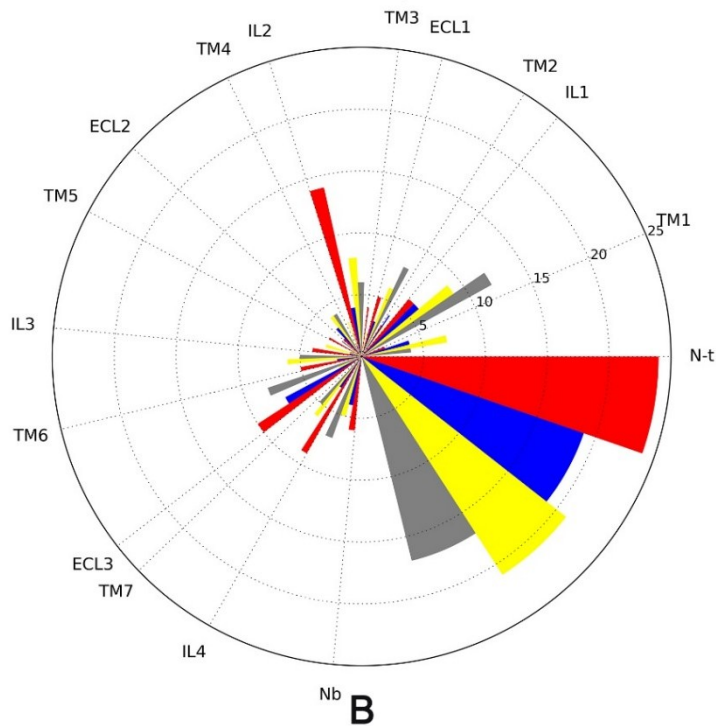 TM3
ECL1
IL2
TM4
TM2
IL1
ECL2
TM5
TM1
25
20
15
10
5
IL3
N-t
TM6
ECL3
TM7
IL4
Nb
B